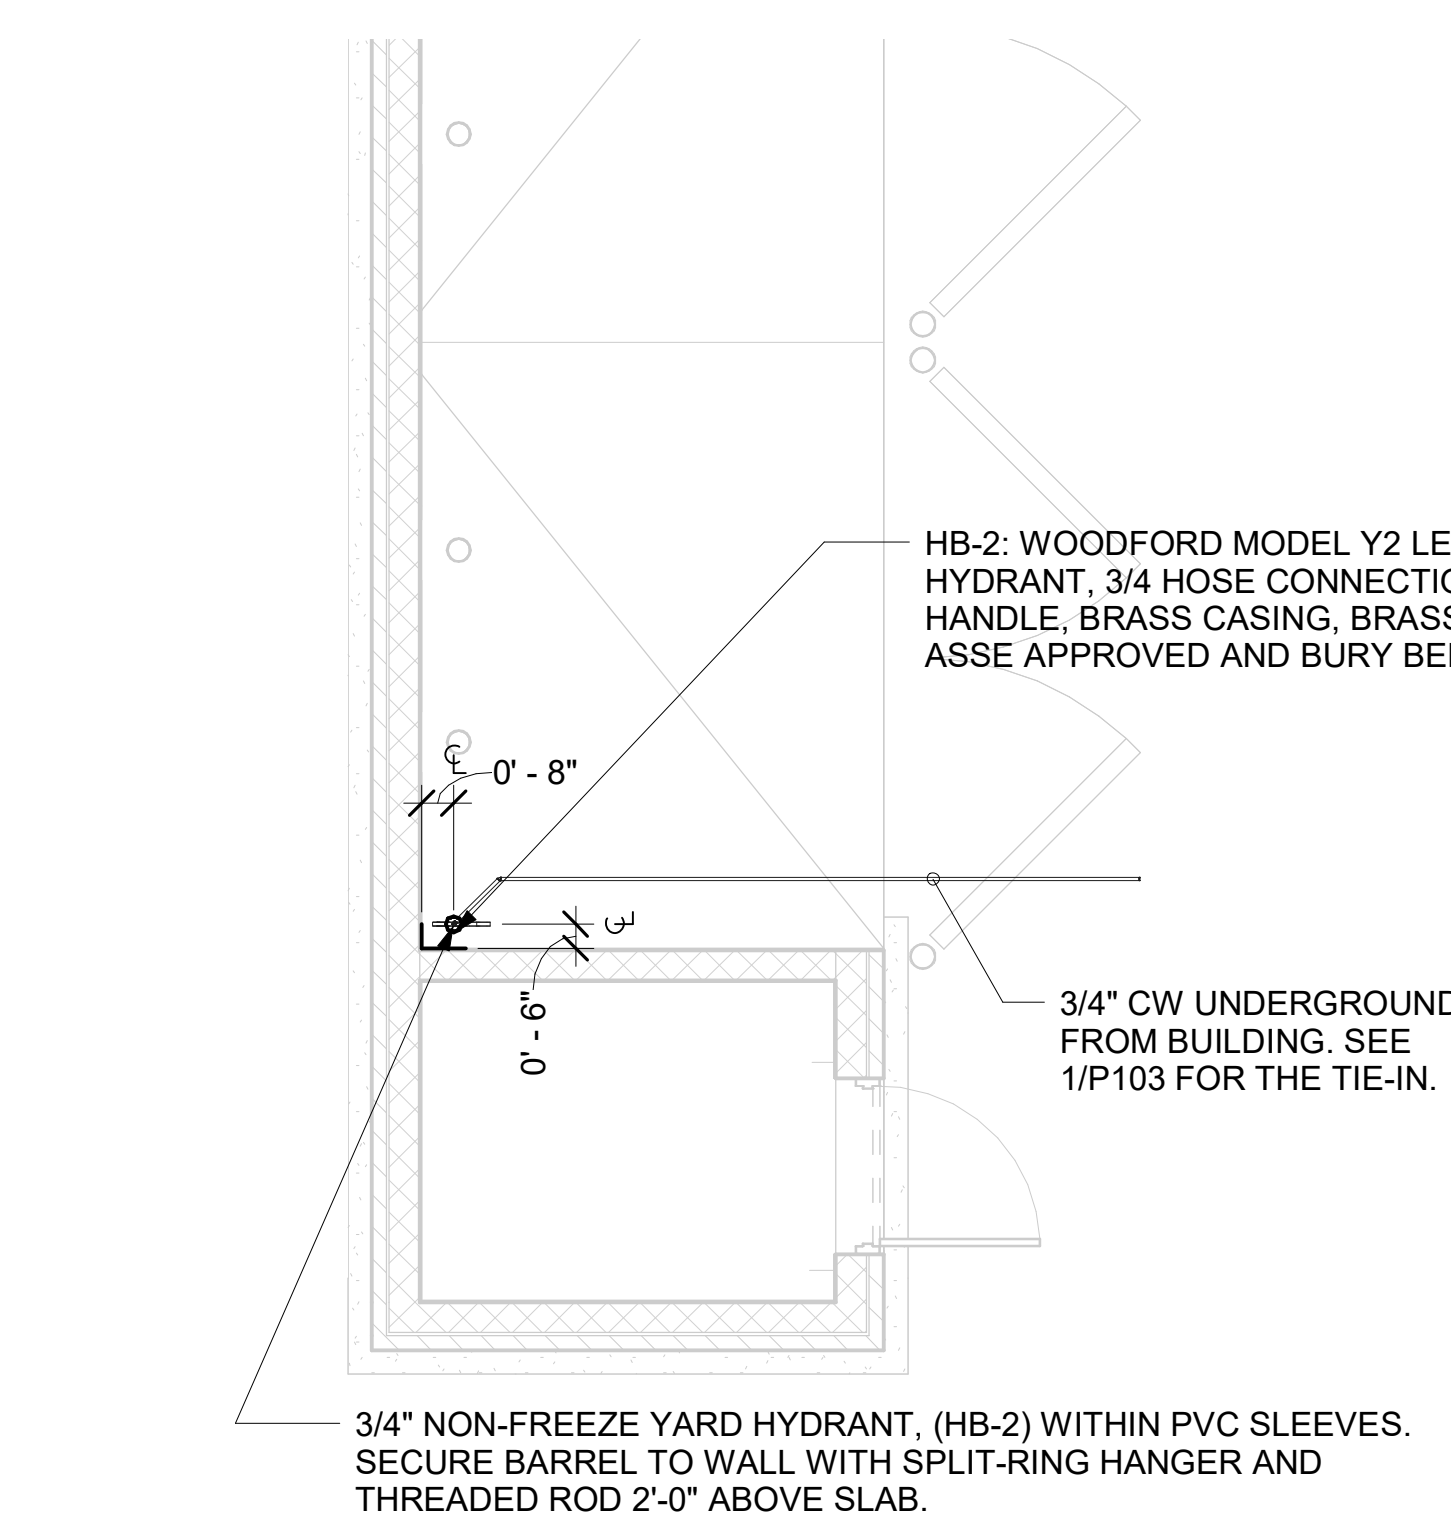 HB-2: WOODFORD MODEL Y2
HYDRANT, 3/4 HOSE
HANDLE, BRASS CASING,
ASSE APPROVED AND BURY
0' - 8"
0' - 6"
3/4" CW UNDERGROUND
FROM BUILDING. SEE
1/P103 FOR THE TIE-IN.
3/4" NON-FREEZE YARD HYDRANT, (HB-2) WITHIN PVC SLEEVES.
SECURE BARREL TO WALL WITH SPLIT-RING HANGER AND
THREADED ROD 2'-0" ABOVE SLAB.